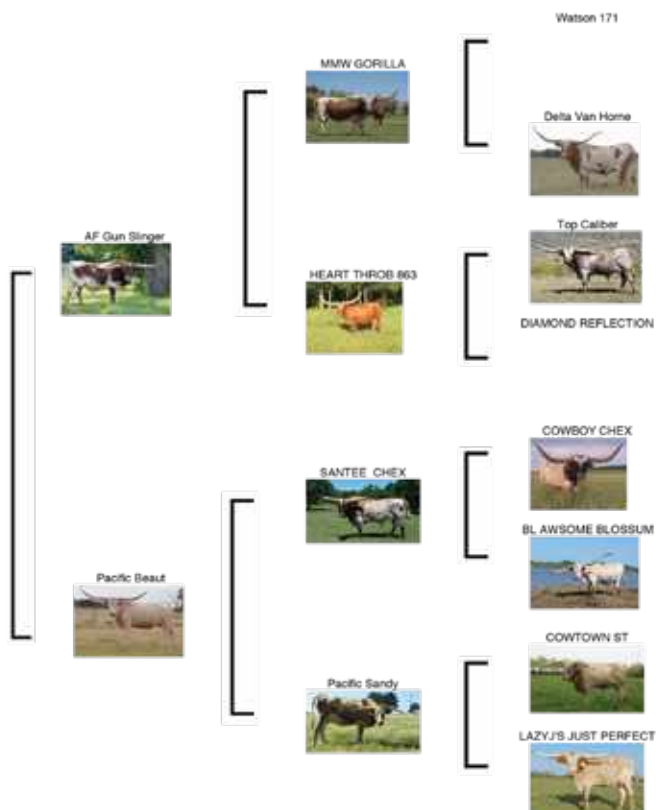 Watson 171
MMW GORILLA
Delta Van Horne
AF Gun Slinger
Top Caliber
HEART THROB 863
DIAMOND REFLECTION
COWBOY CHEX
SANTEE CHEX
BL AWSOME BLOSSUM
Pacific Beaut
COWTOWN ST
Pacific Sandy
LAZYJ'S JUST PERFECT